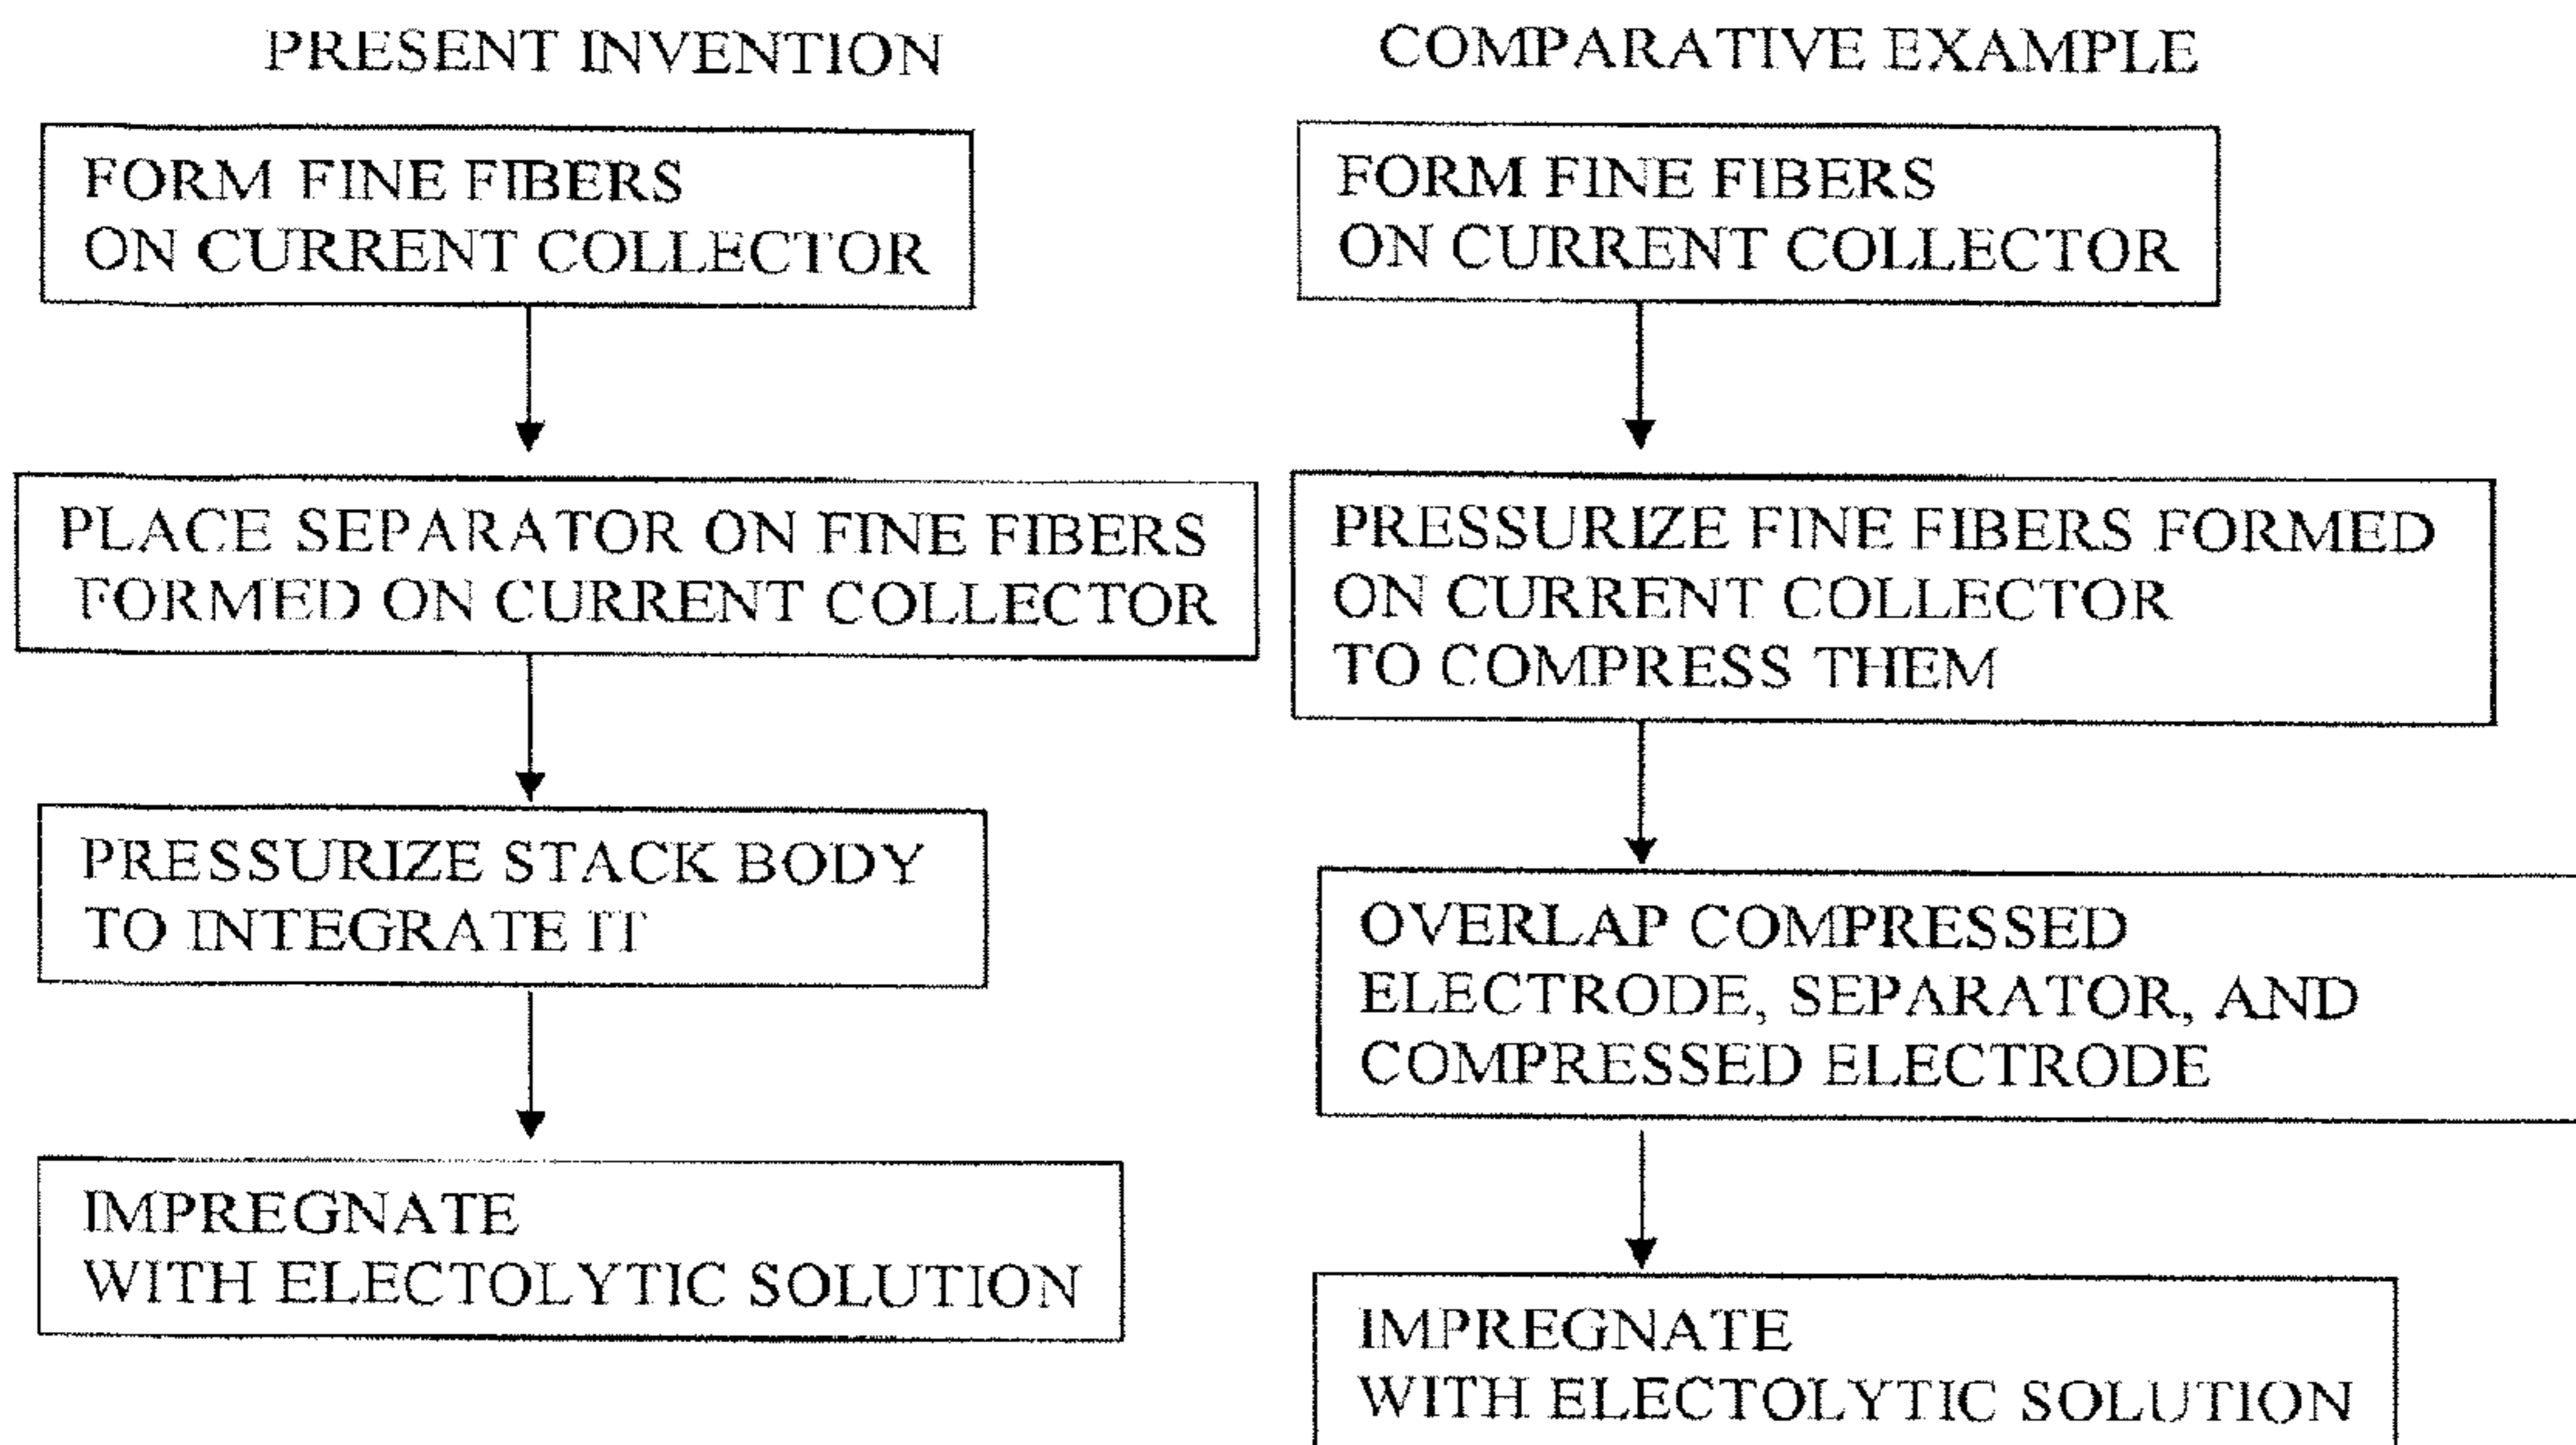 PRESENT INVENTION
FORM FINE FIBERS
ON CURRENT COLLECTOR
PLACE SEPARATOR ON FINE FIBERS
FORMED ON CURRENT COLLECTOR
PRESSURIZE STACK BODY
TO INTEGRATE IT
IMPREGNATE
WITH ELECTOLYTIC SOLUTION
COMPARATIVE EXAMPLE
FORM FINE FIBERS
ON CURRENT COLLECTOR
PRESSURIZE FINE FIBERS FORMED
ON CURRENT COLLECTOR
TO COMPRESS THEM
OVERLAP COMPRESSED
ELECTRODE, SEPARATOR, AND
COMPRESSED ELECTRODE
IMPREGNATE
WITH ELECTOLYTIC SOLUTION